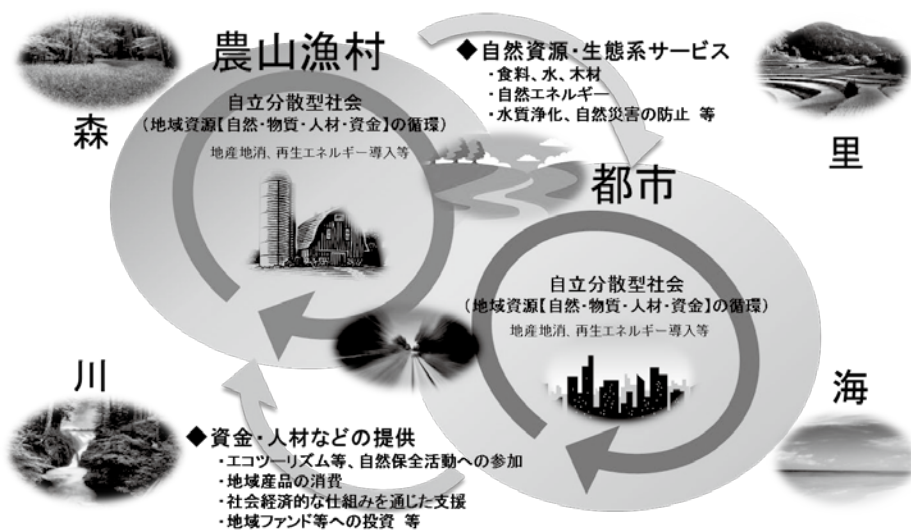 農山漁村
自立分散型社会
（地域資源【自然・物質・人材・資金】の循環）
地産地消、再生エネルギー導入等
◆自然資源・生態系サービス
・食料、水、木材
・自然エネルギー
・水質浄化、自然災害の防止 等
森
里
都市
自立分散型社会
（地域資源【自然・物質・人材・資金】の循環）
地産地消、再生エネルギー導入等
川
海
◆資金・人材などの提供
・エコツーリズム等、自然保全活動への参加
・地域産品の消費
・社会経済的な仕組みを通じた支援
・地域ファンド等への投資 等